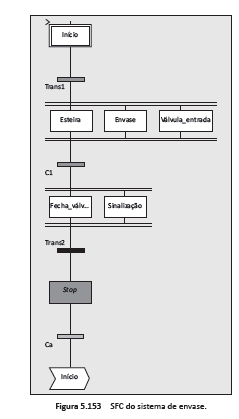 Início
Trans1
Esteira Envase Válvula_entrada
C1
Fecha_válv... Sinalização
Trans2
Stop
Ca
Início
Figura 5.153 SFC do sistema de envase.